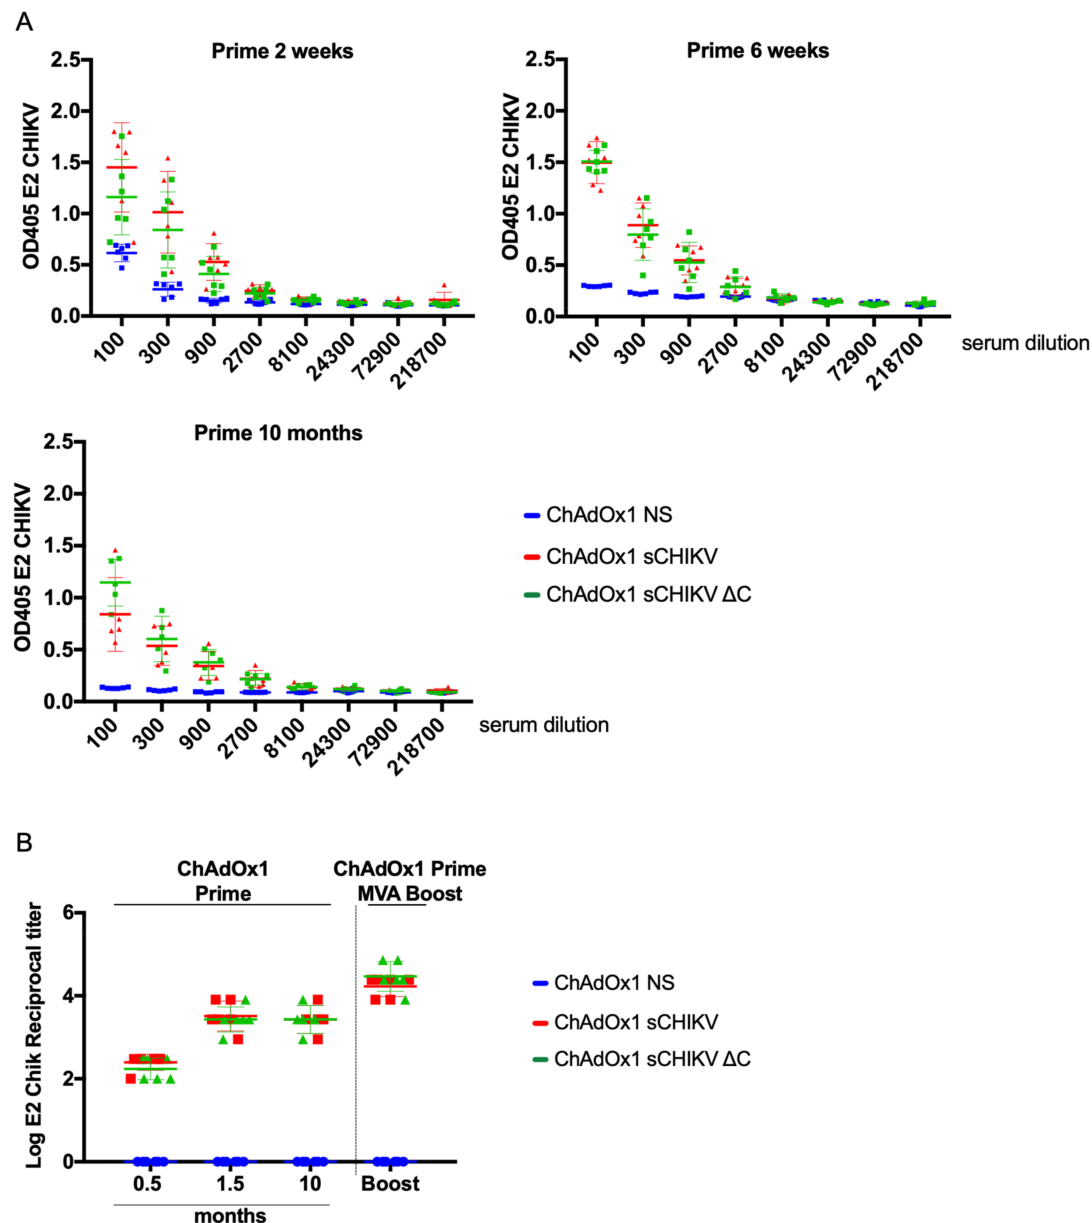 A
Prime 2 weeks
OD405 E2 CHIKV
2.5
2.0
1.5
1.0
0.5
0.0
100
300
900
2700
8100
24300
72900
218700
Prime 6 weeks
OD405 E2 CHIKV
2.5
2.0
1.5
1.0
0.5
0.0
100
300
900
2700
8100
24300
72900
218700
serum dilution
Prime 10 months
OD405 E2 CHIKV
2.5
2.0
1.5
1.0
0.5
0.0
100
300
900
2700
8100
24300
72900
218700
serum dilution
ChAdOx1 NS
ChAdOx1 sCHIKV
ChAdOx1 sCHIKV ΔC
B
ChAdOx1
Prime
ChAdOx1 Prime
MVA Boost
Log E2 Chik Reciprocal titer
6
4
2
0
0.5
1.5
10
Boost
months
ChAdOx1 NS
ChAdOx1 sCHIKV
ChAdOx1 sCHIKV ΔC